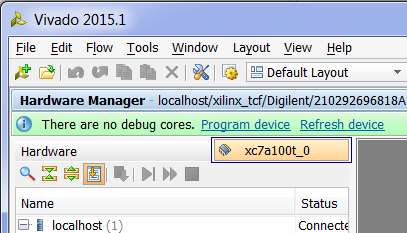 Vivado 2015.1
File Edit Flow Tools Window Layout View Help
Default Layout
Hardware Manager - localhost/xilinx_tcf/Digilent/210292696818A
There are no debug cores. Program device Refresh device
Hardware
xc7a100t_0
Name Status
localhost (1) Connecte